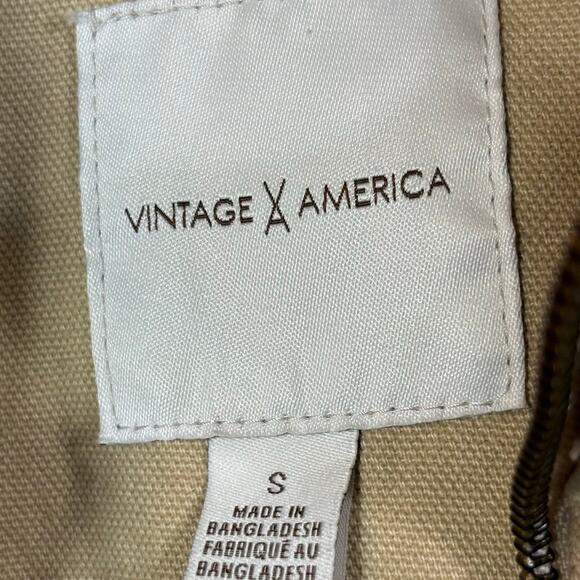 VINTAGE AMERICA
S
MADE IN
BANGLADESH
FABRIQUÉ AU
BANGLADESH